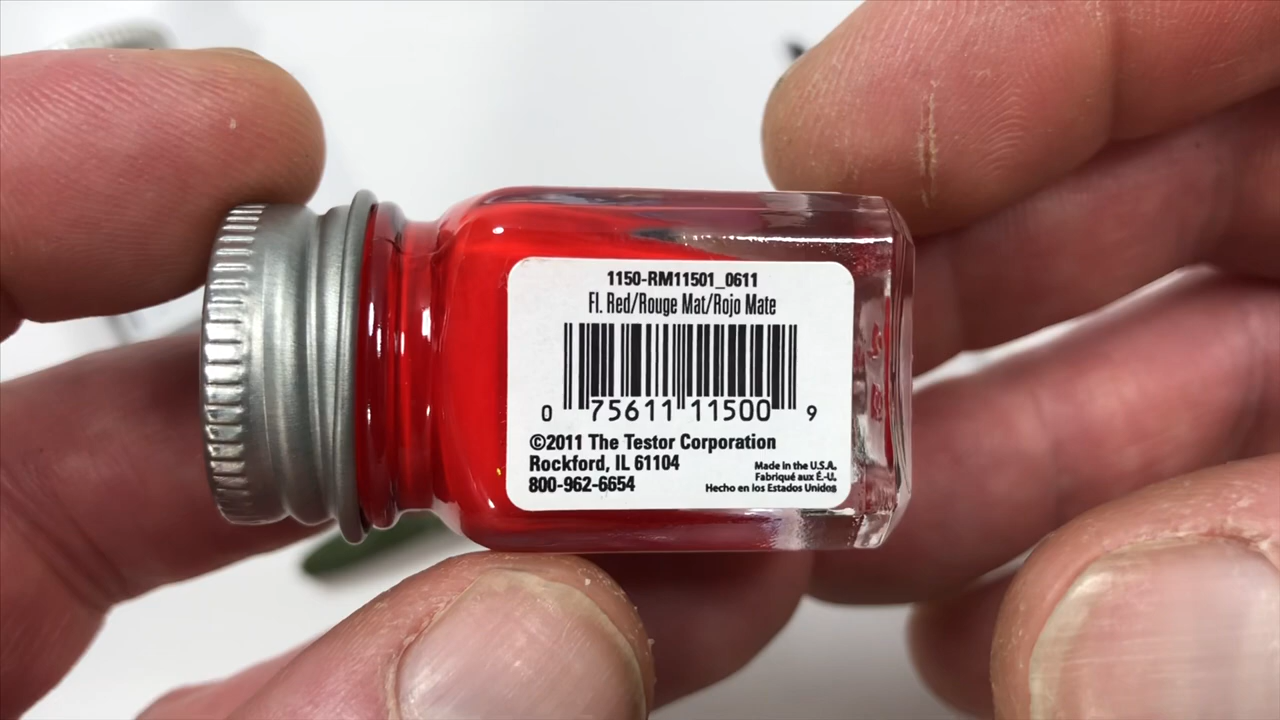 1150-RM11501_0611
Fl. Red/Rouge Mat/Rojo Mate
0 75611 11500 9
©2011 The Testor Corporation
Rockford, IL 61104
800-962-6654
Made in the U.S.A.
Fabriqué aux É.-U.
Hecho en los Estados Unidos